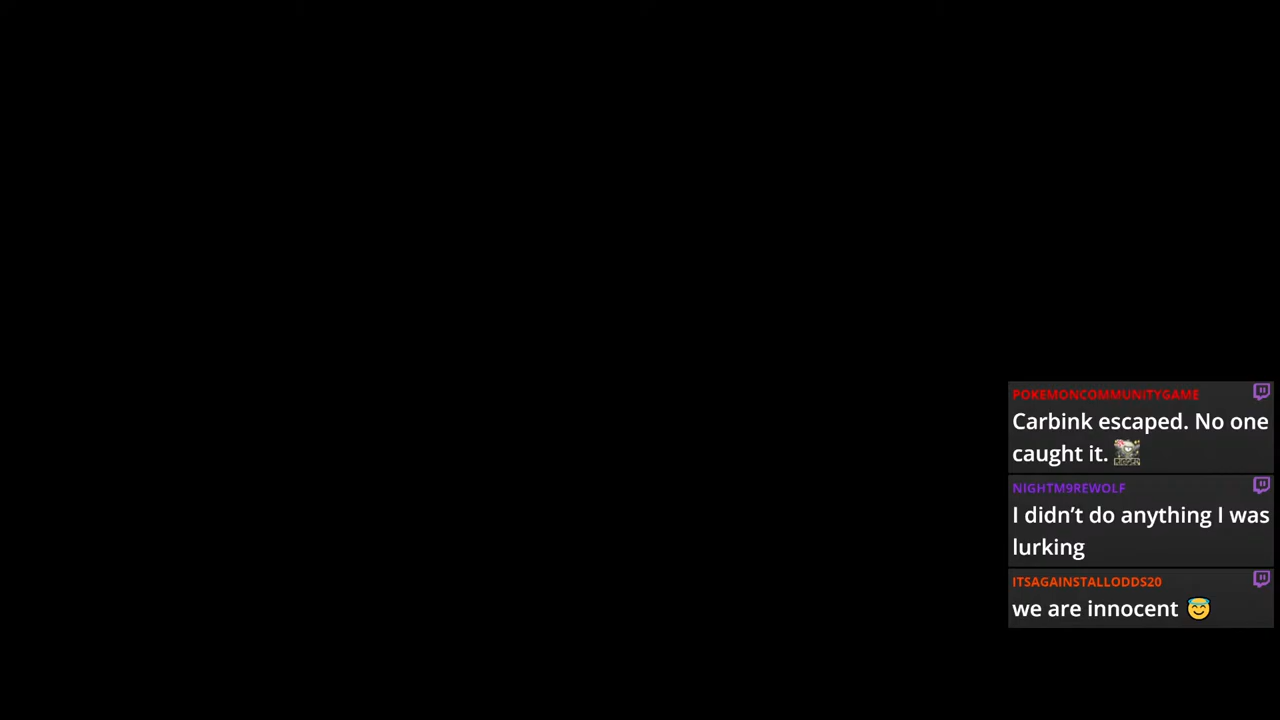 POKEMONCOMMUNITYGAME
Carbink escaped. No one
caught it.
NIGHTM9REWOLF
I didn’t do anything I was
lurking
ITSAGAINSTALLODDS20
we are innocent 😇